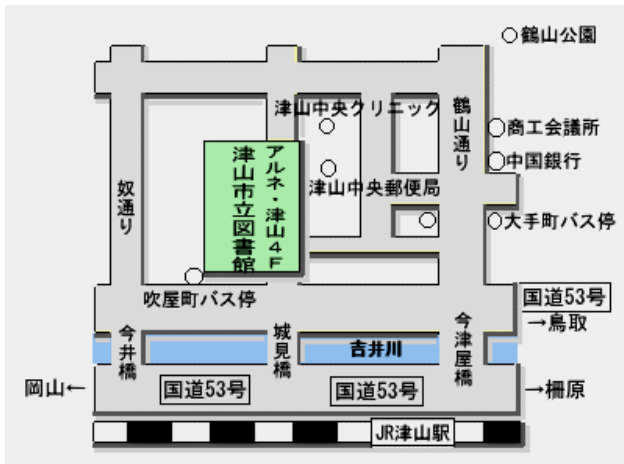 鶴山公園
津山中央クリニック
鶴山通り
商工会議所
中国銀行
奴通り
アルネ・津山4F
津山市立図書館
津山中央郵便局
大手町バス停
吹屋町バス停
国道53号
→鳥取
今井橋
城見橋
吉井川
今津屋橋
岡山←
国道53号
国道53号
→柵原
JR津山駅